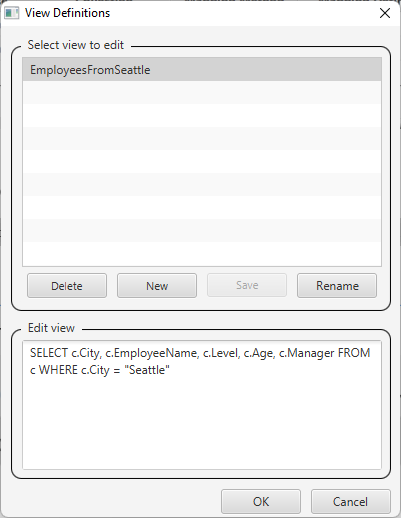 View Definitions
Select view to edit
EmployeesFromSeattle
Delete
New
Save
Rename
Edit view
SELECT c.City, c.EmployeeName, c.Level, c.Age, c.Manager FROM
c WHERE c.City = "Seattle"
OK
Cancel